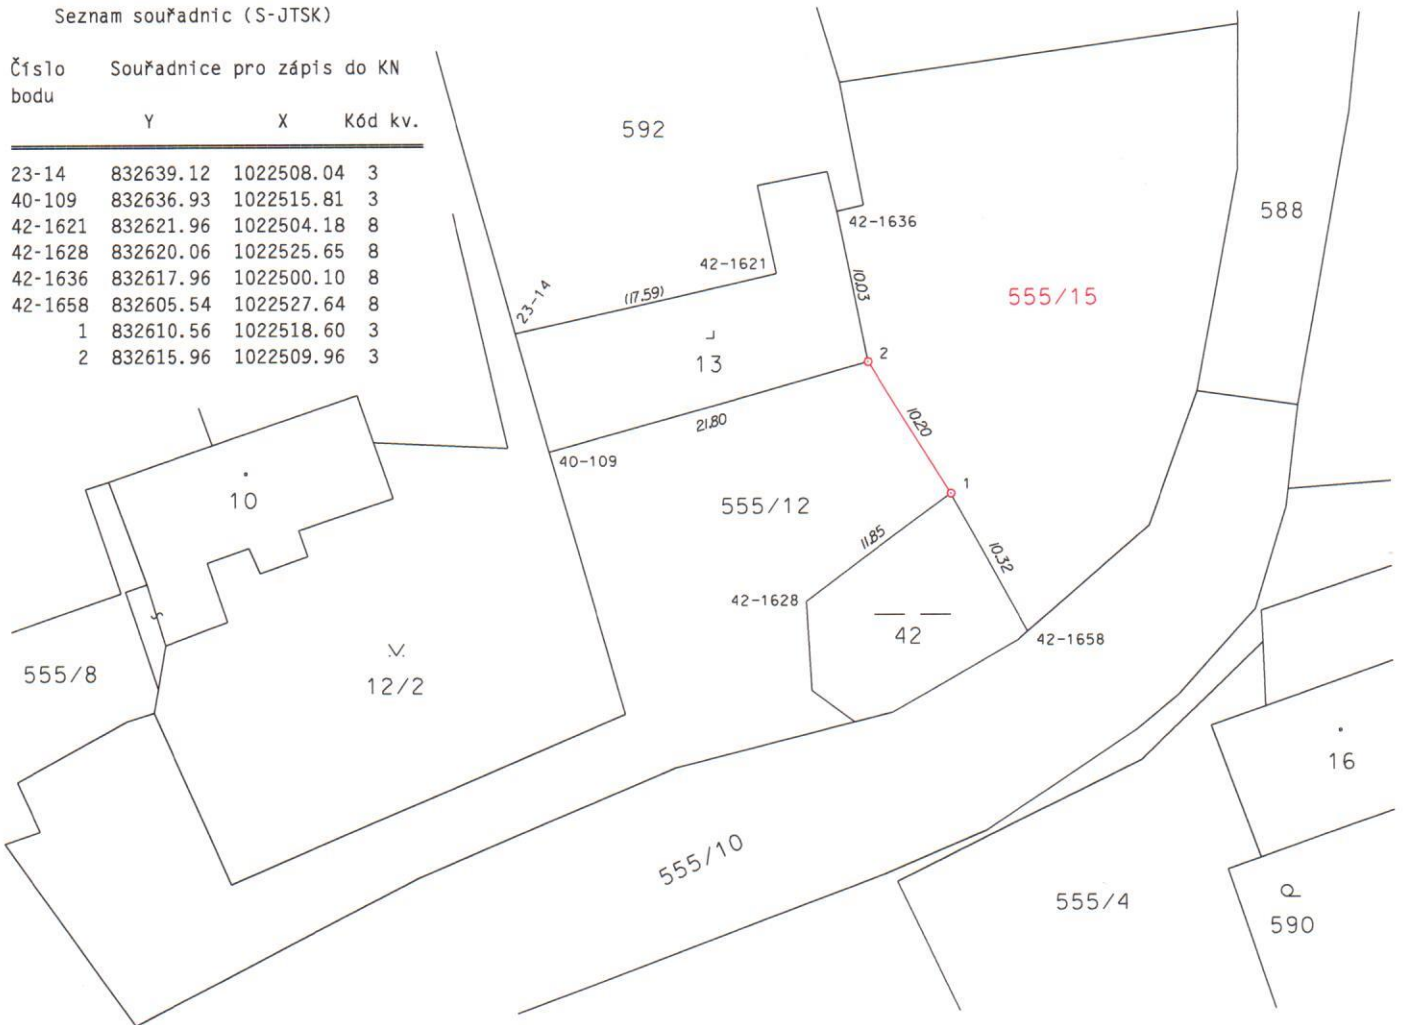 Seznam souřadnic (S-JTSK)
Číslo Souřadnice pro zápis do KN
bodu
Y X Kód kv.
23-14 832639.12 1022508.04 3
40-109 832636.93 1022515.81 3
42-1621 832621.96 1022504.18 8
42-1628 832620.06 1022525.65 8
42-1636 832617.96 1022500.10 8
42-1658 832605.54 1022527.64 8
1 832610.56 1022518.60 3
2 832615.96 1022509.96 3
592
588
42-1636
42-1621
10.03
555/15
23-14
(17.59)
13
2
21.80
10.20
40-109
1
10
555/12
11.85
10.32
42-1628
42
42-1658
555/8
12/2
16
555/10
555/4
590